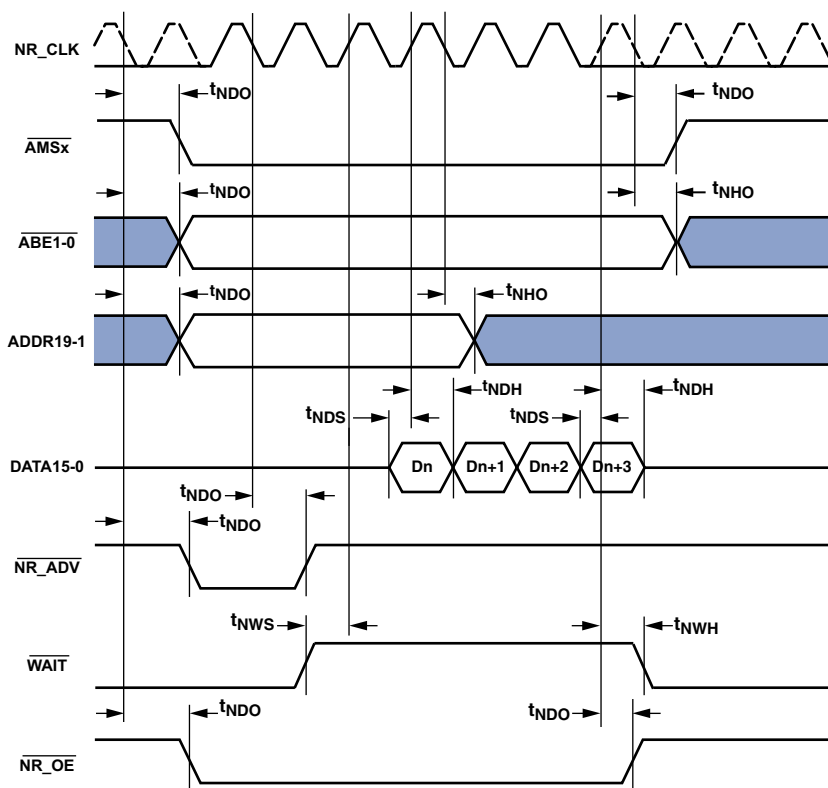 NR_CLK
tNDO tNDO
AMSx
tNDO tNHO
ABE1-0
tNDO tNHO
ADDR19-1
tNDH tNDH
tNDS tNDS
DATA15-0 Dn Dn+1 Dn+2 Dn+3
tNDO
tNDO
NR_ADV
tNWS tNWH
WAIT
tNDO tNDO
NR_OE